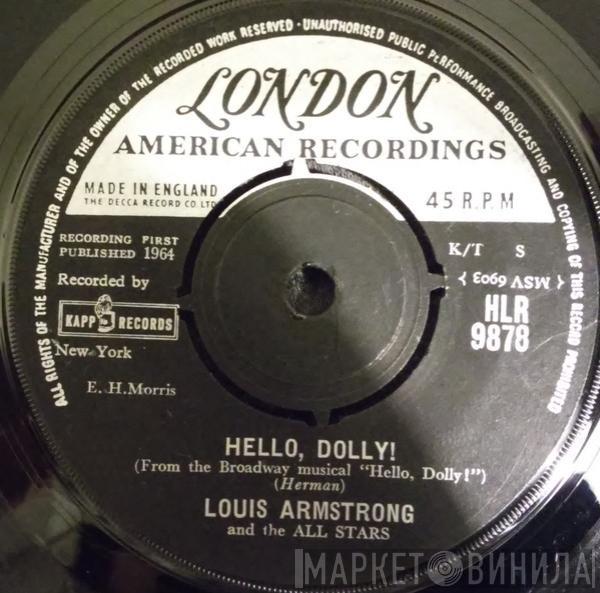 ALL RIGHTS OF THE MANUFACTURER AND OF THE OWNER OF THE RECORDED WORK RESERVED · UNAUTHORISED PUBLIC PERFORMANCE BROADCASTING AND COPYING OF THIS RECORD PROHIBITED
LONDON
AMERICAN RECORDINGS
MADE IN ENGLAND
THE DECCA RECORD CO. LTD
45 R.P.M
RECORDING FIRST
PUBLISHED 1964
K/T S
Recorded by
{ MSV 6903 }
KAPP RECORDS
HLR
9878
New York
E. H. Morris
HELLO, DOLLY!
(From the Broadway musical "Hello, Dolly!")
(Herman)
LOUIS ARMSTRONG
and the ALL STARS
МАРКЕТ ВИНИЛА